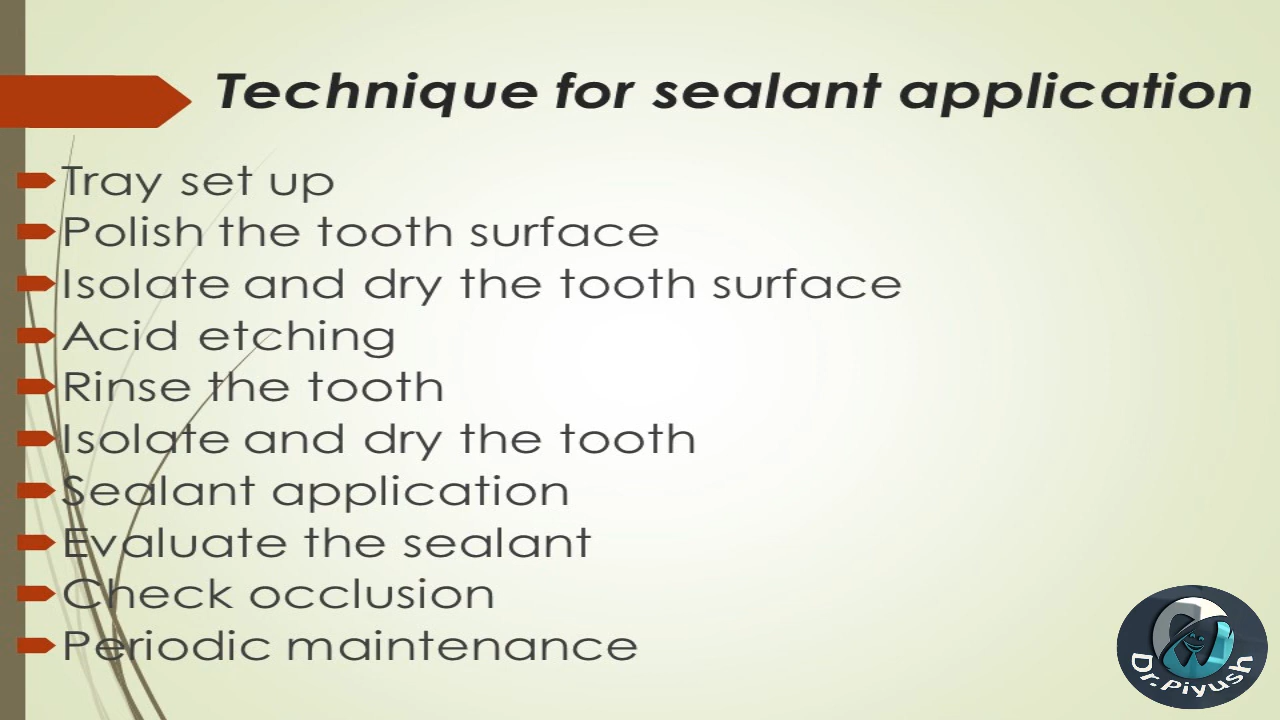 Technique for sealant application
Tray set up
Polish the tooth surface
Isolate and dry the tooth surface
Acid etching
Rinse the tooth
Isolate and dry the tooth
Sealant application
Evaluate the sealant
Check occlusion
Periodic maintenance
Dr.Piyush